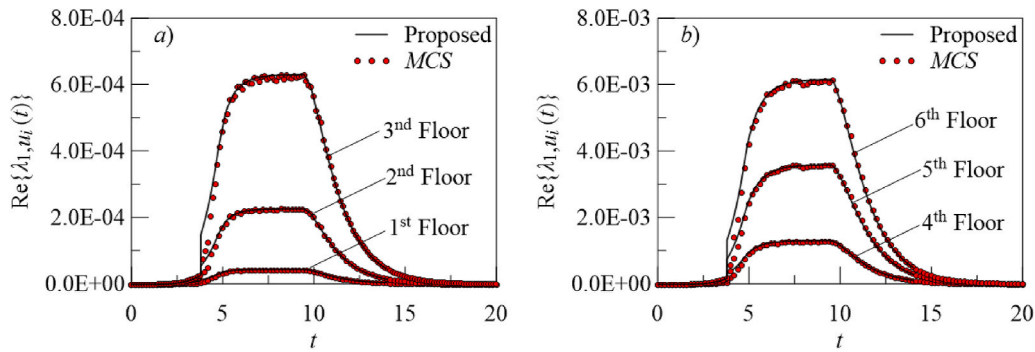 8.0E-04
6.0E-04
4.0E-04
2.0E-04
0.0E+00
Re{λ1,ui(t)}
a)
Proposed
MCS
3nd Floor
2nd Floor
1st Floor
0 5 10 15 20
t
8.0E-03
6.0E-03
4.0E-03
2.0E-03
0.0E+00
Re{λ1,ui(t)}
b)
Proposed
MCS
6th Floor
5th Floor
4th Floor
0 5 10 15 20
t